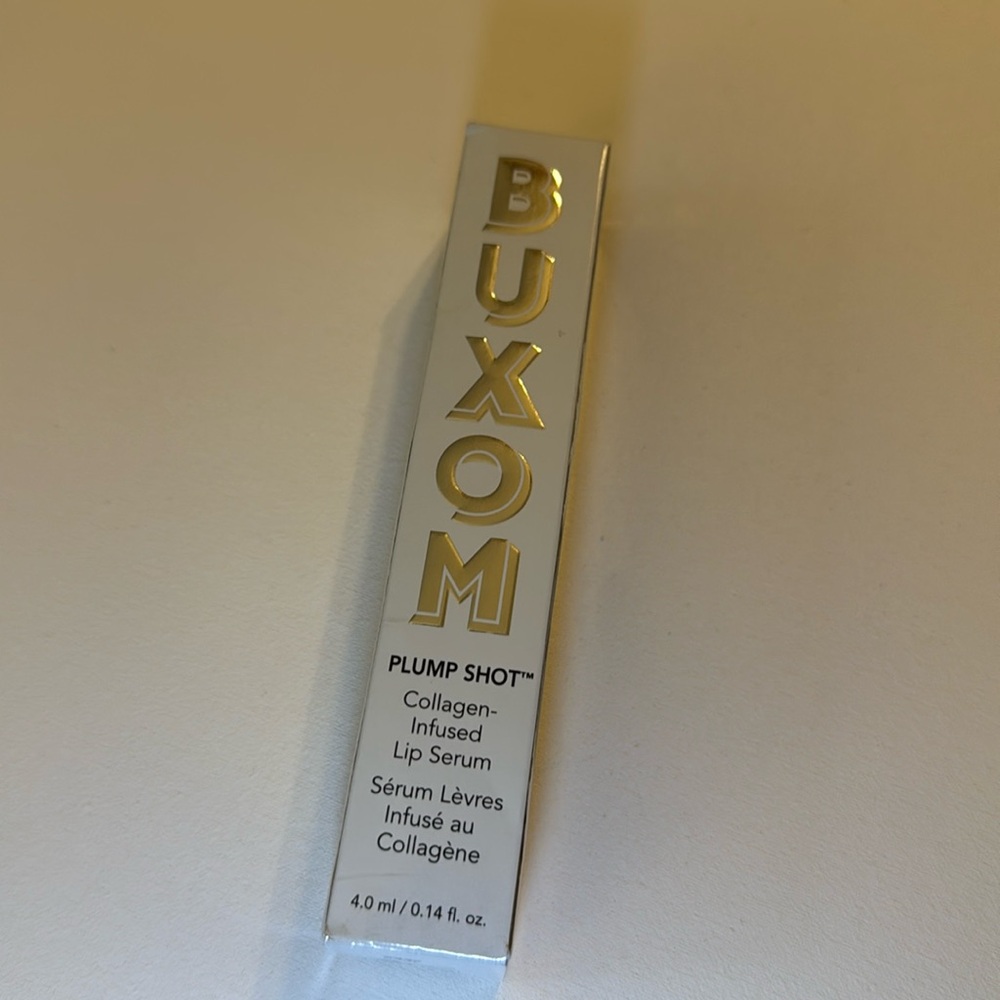 BUXOM
PLUMP SHOT™
Collagen-
Infused
Lip Serum
Sérum Lèvres
Infusé au
Collagène
4.0 ml / 0.14 fl. oz.